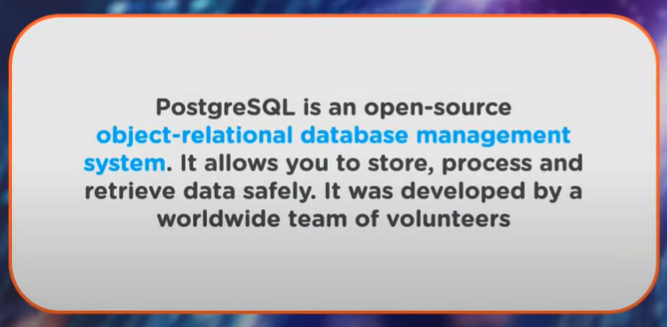 PostgreSQL is an open-source
object-relational database management
system. It allows you to store, process and
retrieve data safely. It was developed by a
worldwide team of volunteers